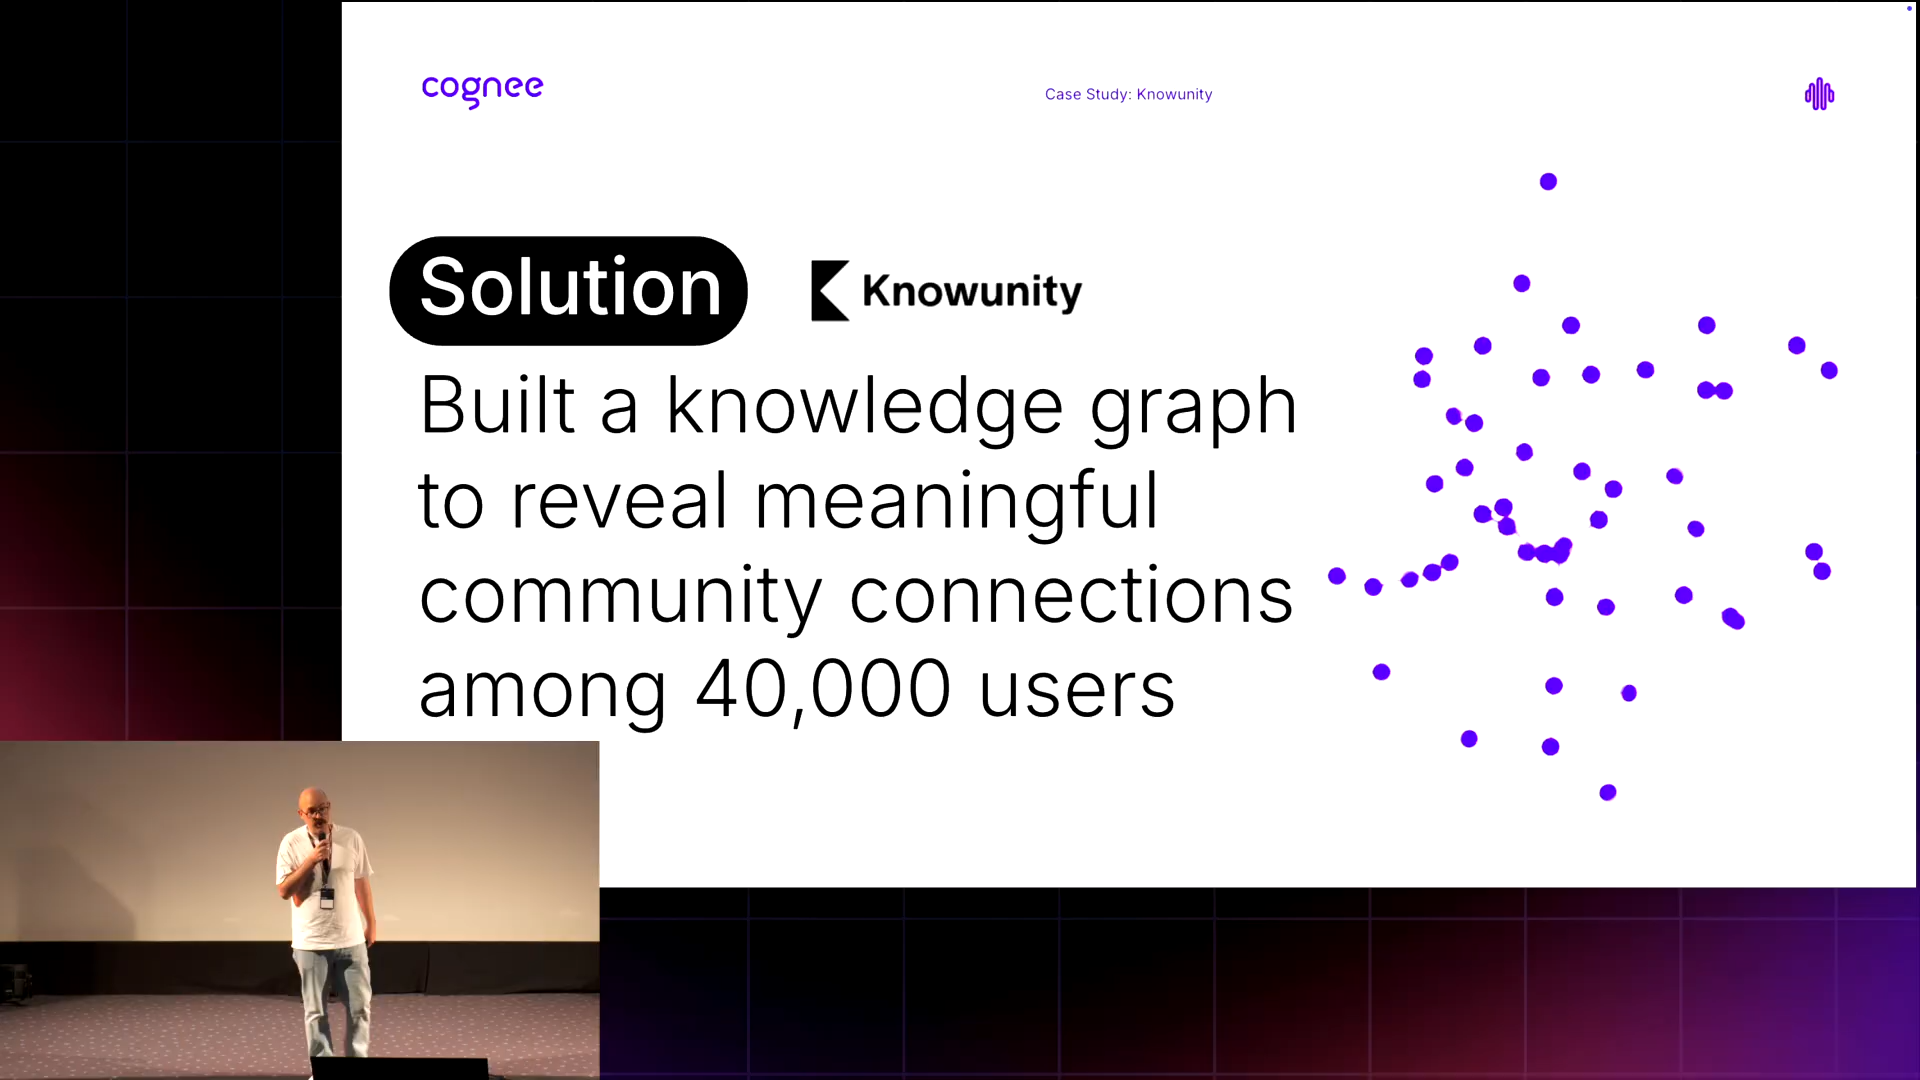 cognee
Case Study: Knowunity
Solution
Knowunity
Built a knowledge graph
to reveal meaningful
community connections
among 40,000 users